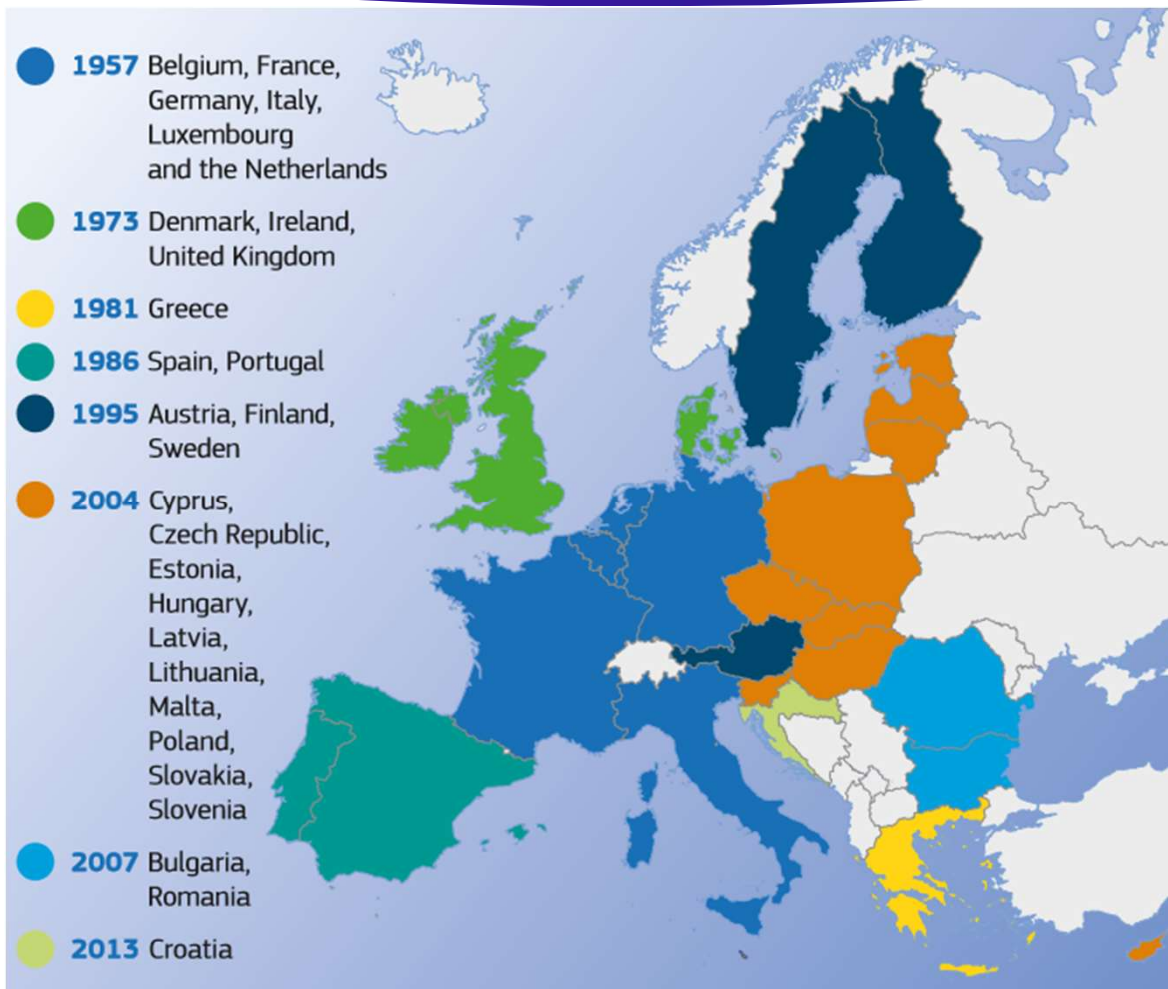 1957 Belgium, France,
Germany, Italy,
Luxembourg
and the Netherlands
1973 Denmark, Ireland,
United Kingdom
1981 Greece
1986 Spain, Portugal
1995 Austria, Finland,
Sweden
2004 Cyprus,
Czech Republic,
Estonia,
Hungary,
Latvia,
Lithuania,
Malta,
Poland,
Slovakia,
Slovenia
2007 Bulgaria,
Romania
2013 Croatia